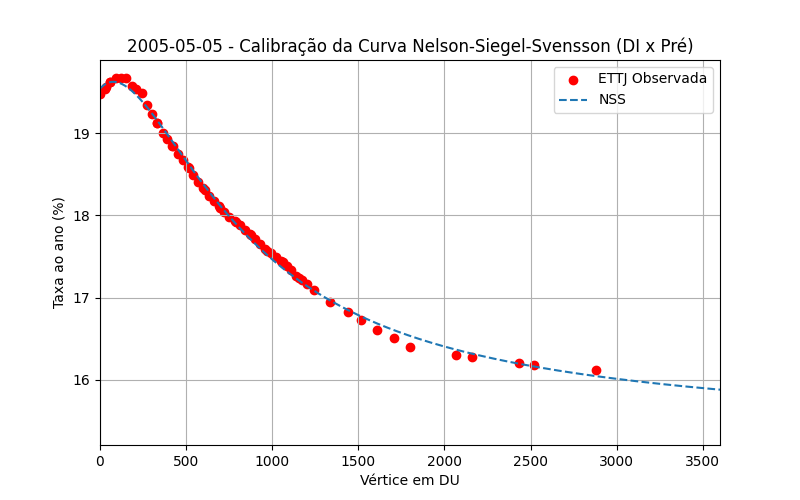 2005-05-05 - Calibração da Curva Nelson-Siegel-Svensson (DI x Pré)
ETTJ Observada
NSS
Taxa ao ano (%)
19
18
17
16
0 500 1000 1500 2000 2500 3000 3500
Vértice em DU